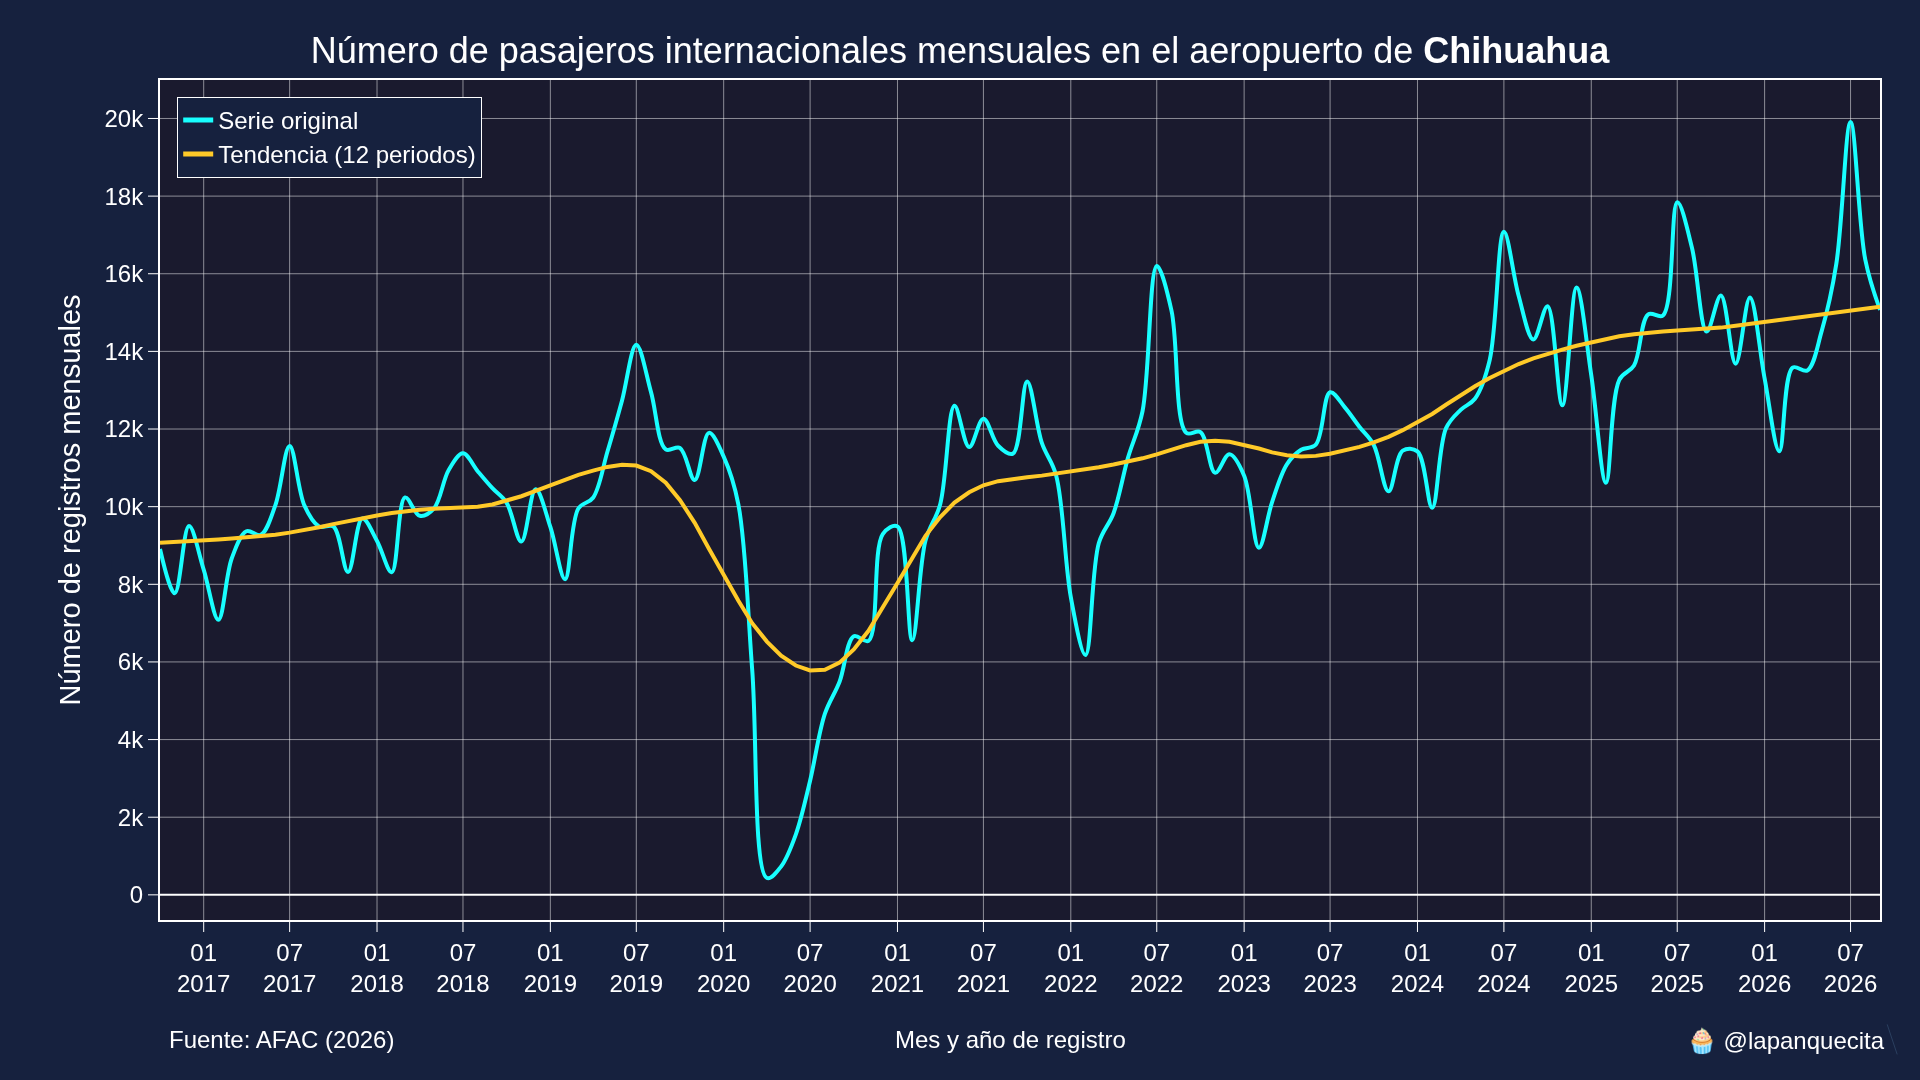 Número de pasajeros internacionales mensuales en el aeropuerto de Chihuahua
Serie original
Tendencia (12 periodos)
Número de registros mensuales
20k
18k
16k
14k
12k
10k
8k
6k
4k
2k
0
01 07 01 07 01 07 01 07 01 07 01 07 01 07 01 07 01 07 01 07
2017 2017 2018 2018 2019 2019 2020 2020 2021 2021 2022 2022 2023 2023 2024 2024 2025 2025 2026 2026
Fuente: AFAC (2026)
Mes y año de registro
🧁 @lapanquecita